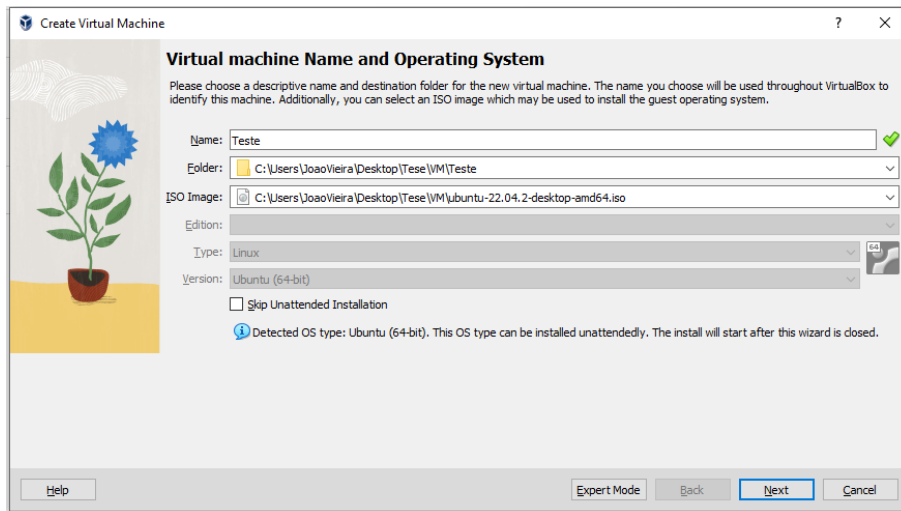 Create Virtual Machine
?
Virtual machine Name and Operating System
Please choose a descriptive name and destination folder for the new virtual machine. The name you choose will be used throughout VirtualBox to
identify this machine. Additionally, you can select an ISO image which may be used to install the guest operating system.
Name: Teste
Folder: C:\Users\JoaoVieira\Desktop\Tese\VM\Teste
ISO Image: C:\Users\JoaoVieira\Desktop\Tese\VM\ubuntu-22.04.2-desktop-amd64.iso
Edition:
Type: Linux
64
Version: Ubuntu (64-bit)
Skip Unattended Installation
Detected OS type: Ubuntu (64-bit). This OS type can be installed unattendedly. The install will start after this wizard is closed.
Help Expert Mode Back Next Cancel